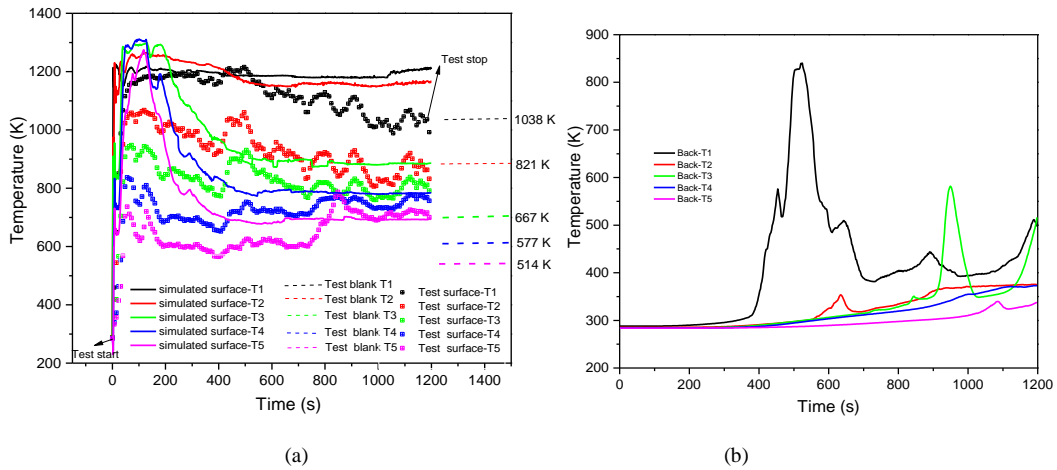 1400
1200
1000
800
600
400
200
0
200
400
600
800
1000
1200
1400
Temperature (K)
Time (s)
(a)
Test stop
Test start
1038 K
821 K
667 K
577 K
514 K
simulated surface-T1
simulated surface-T2
simulated surface-T3
simulated surface-T4
simulated surface-T5
Test blank T1
Test blank T2
Test blank T3
Test blank T4
Test blank T5
Test surface-T1
Test surface-T2
Test surface-T3
Test surface-T4
Test surface-T5
900
800
700
600
500
400
300
200
0
200
400
600
800
1000
1200
Temperature (K)
Time (s)
Back-T1
Back-T2
Back-T3
Back-T4
Back-T5
(b)